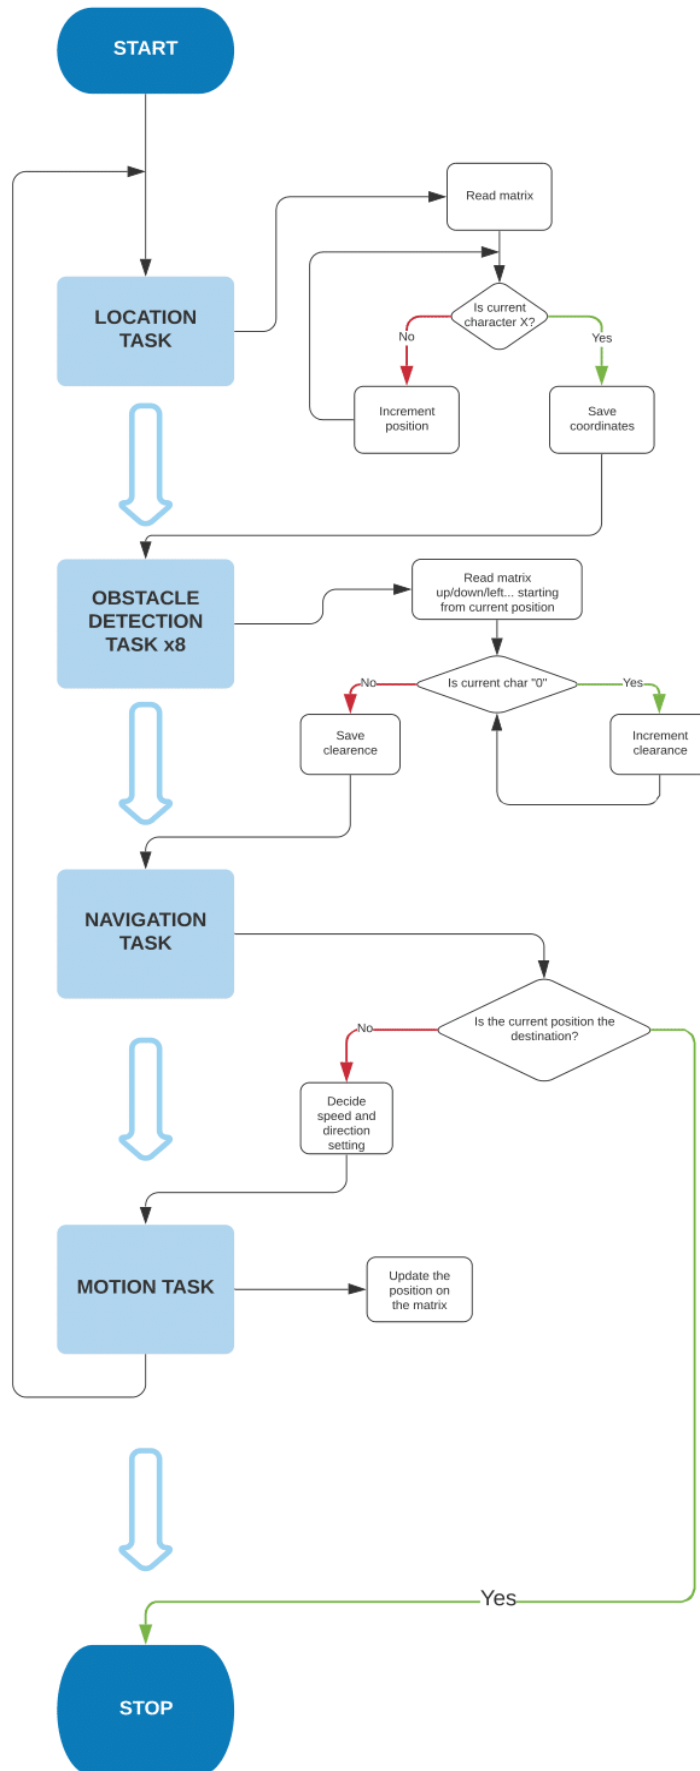 START
Read matrix
LOCATION
TASK
Is current
character X?
No
Yes
Increment
position
Save
coordinates
OBSTACLE
DETECTION
TASK x8
Read matrix
up/down/left... starting
from current position
No
Is current char "0"
Yes
Save
clearence
Increment
clearance
NAVIGATION
TASK
Is the current position the
destination?
No
Decide
speed and
direction
setting
MOTION TASK
Update the
position on
the matrix
Yes
STOP